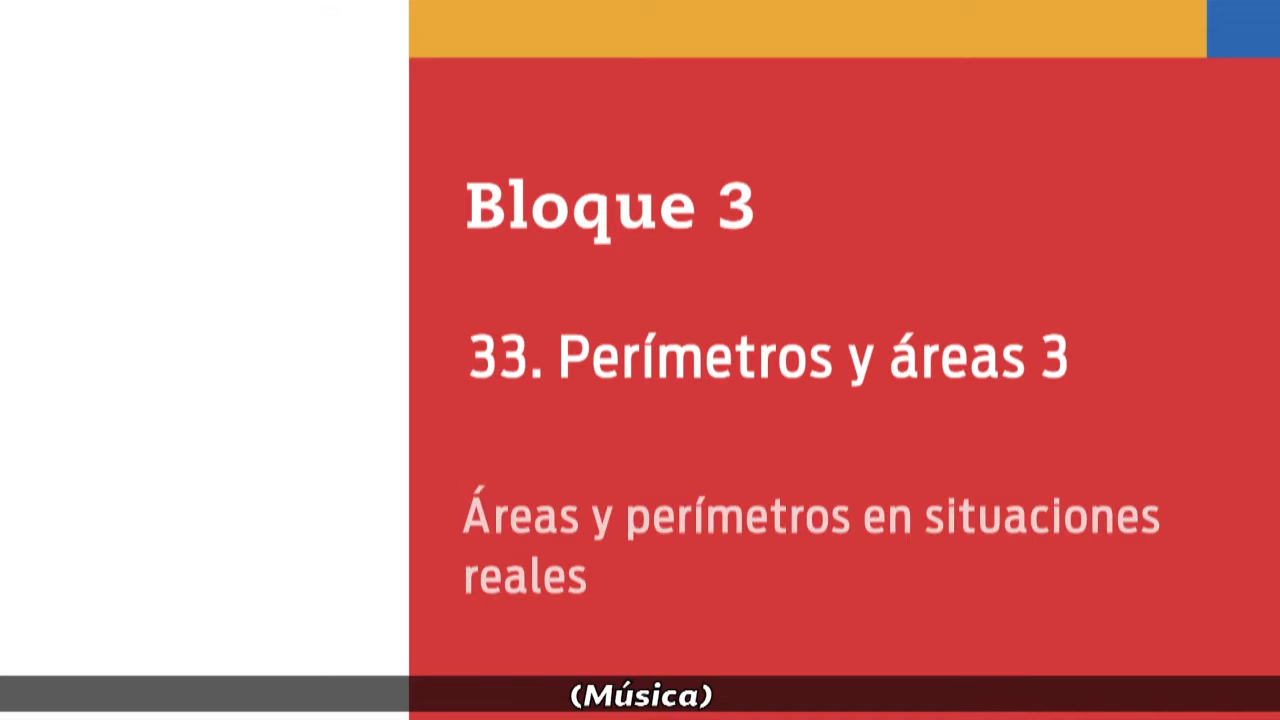 Bloque 3
33. Perímetros y áreas 3
Áreas y perímetros en situaciones
reales
(Música)